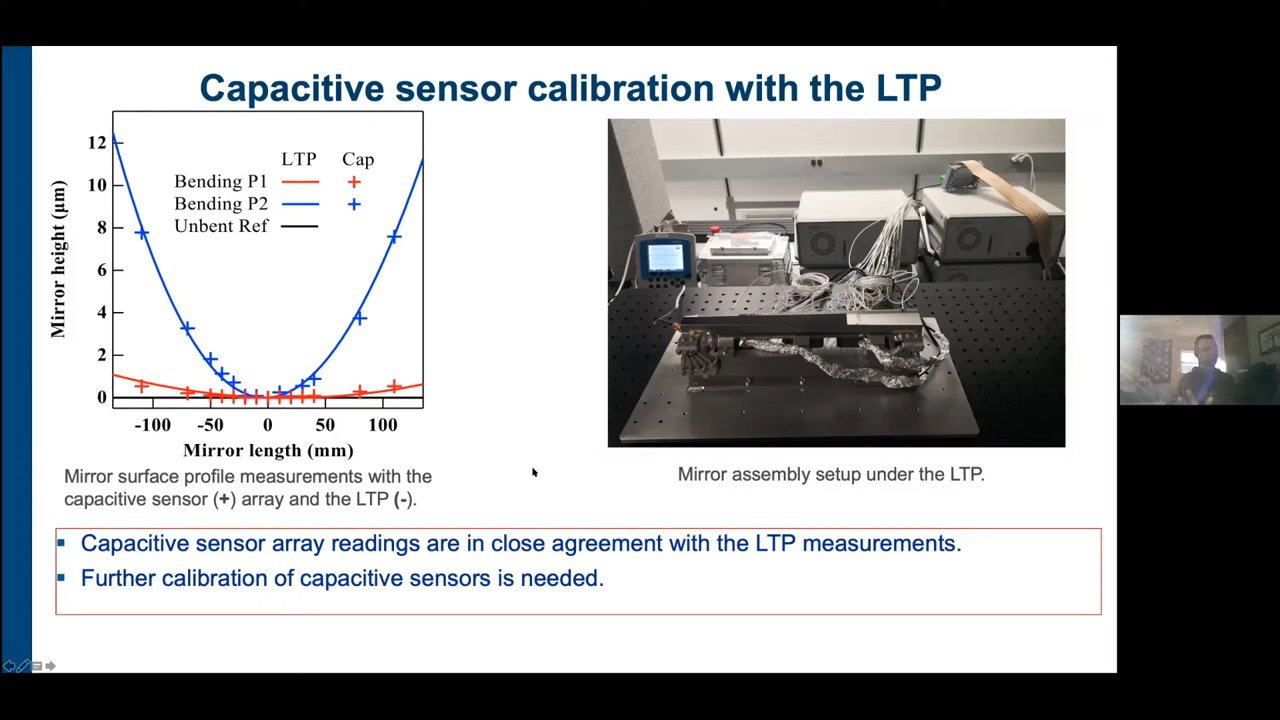 Capacitive sensor calibration with the LTP
12
10
8
6
4
2
0
Mirror height (µm)
LTP Cap
Bending P1
Bending P2
Unbent Ref
-100 -50 0 50 100
Mirror length (mm)
Mirror surface profile measurements with the
capacitive sensor (+) array and the LTP (-).
Mirror assembly setup under the LTP.
Capacitive sensor array readings are in close agreement with the LTP measurements.
Further calibration of capacitive sensors is needed.